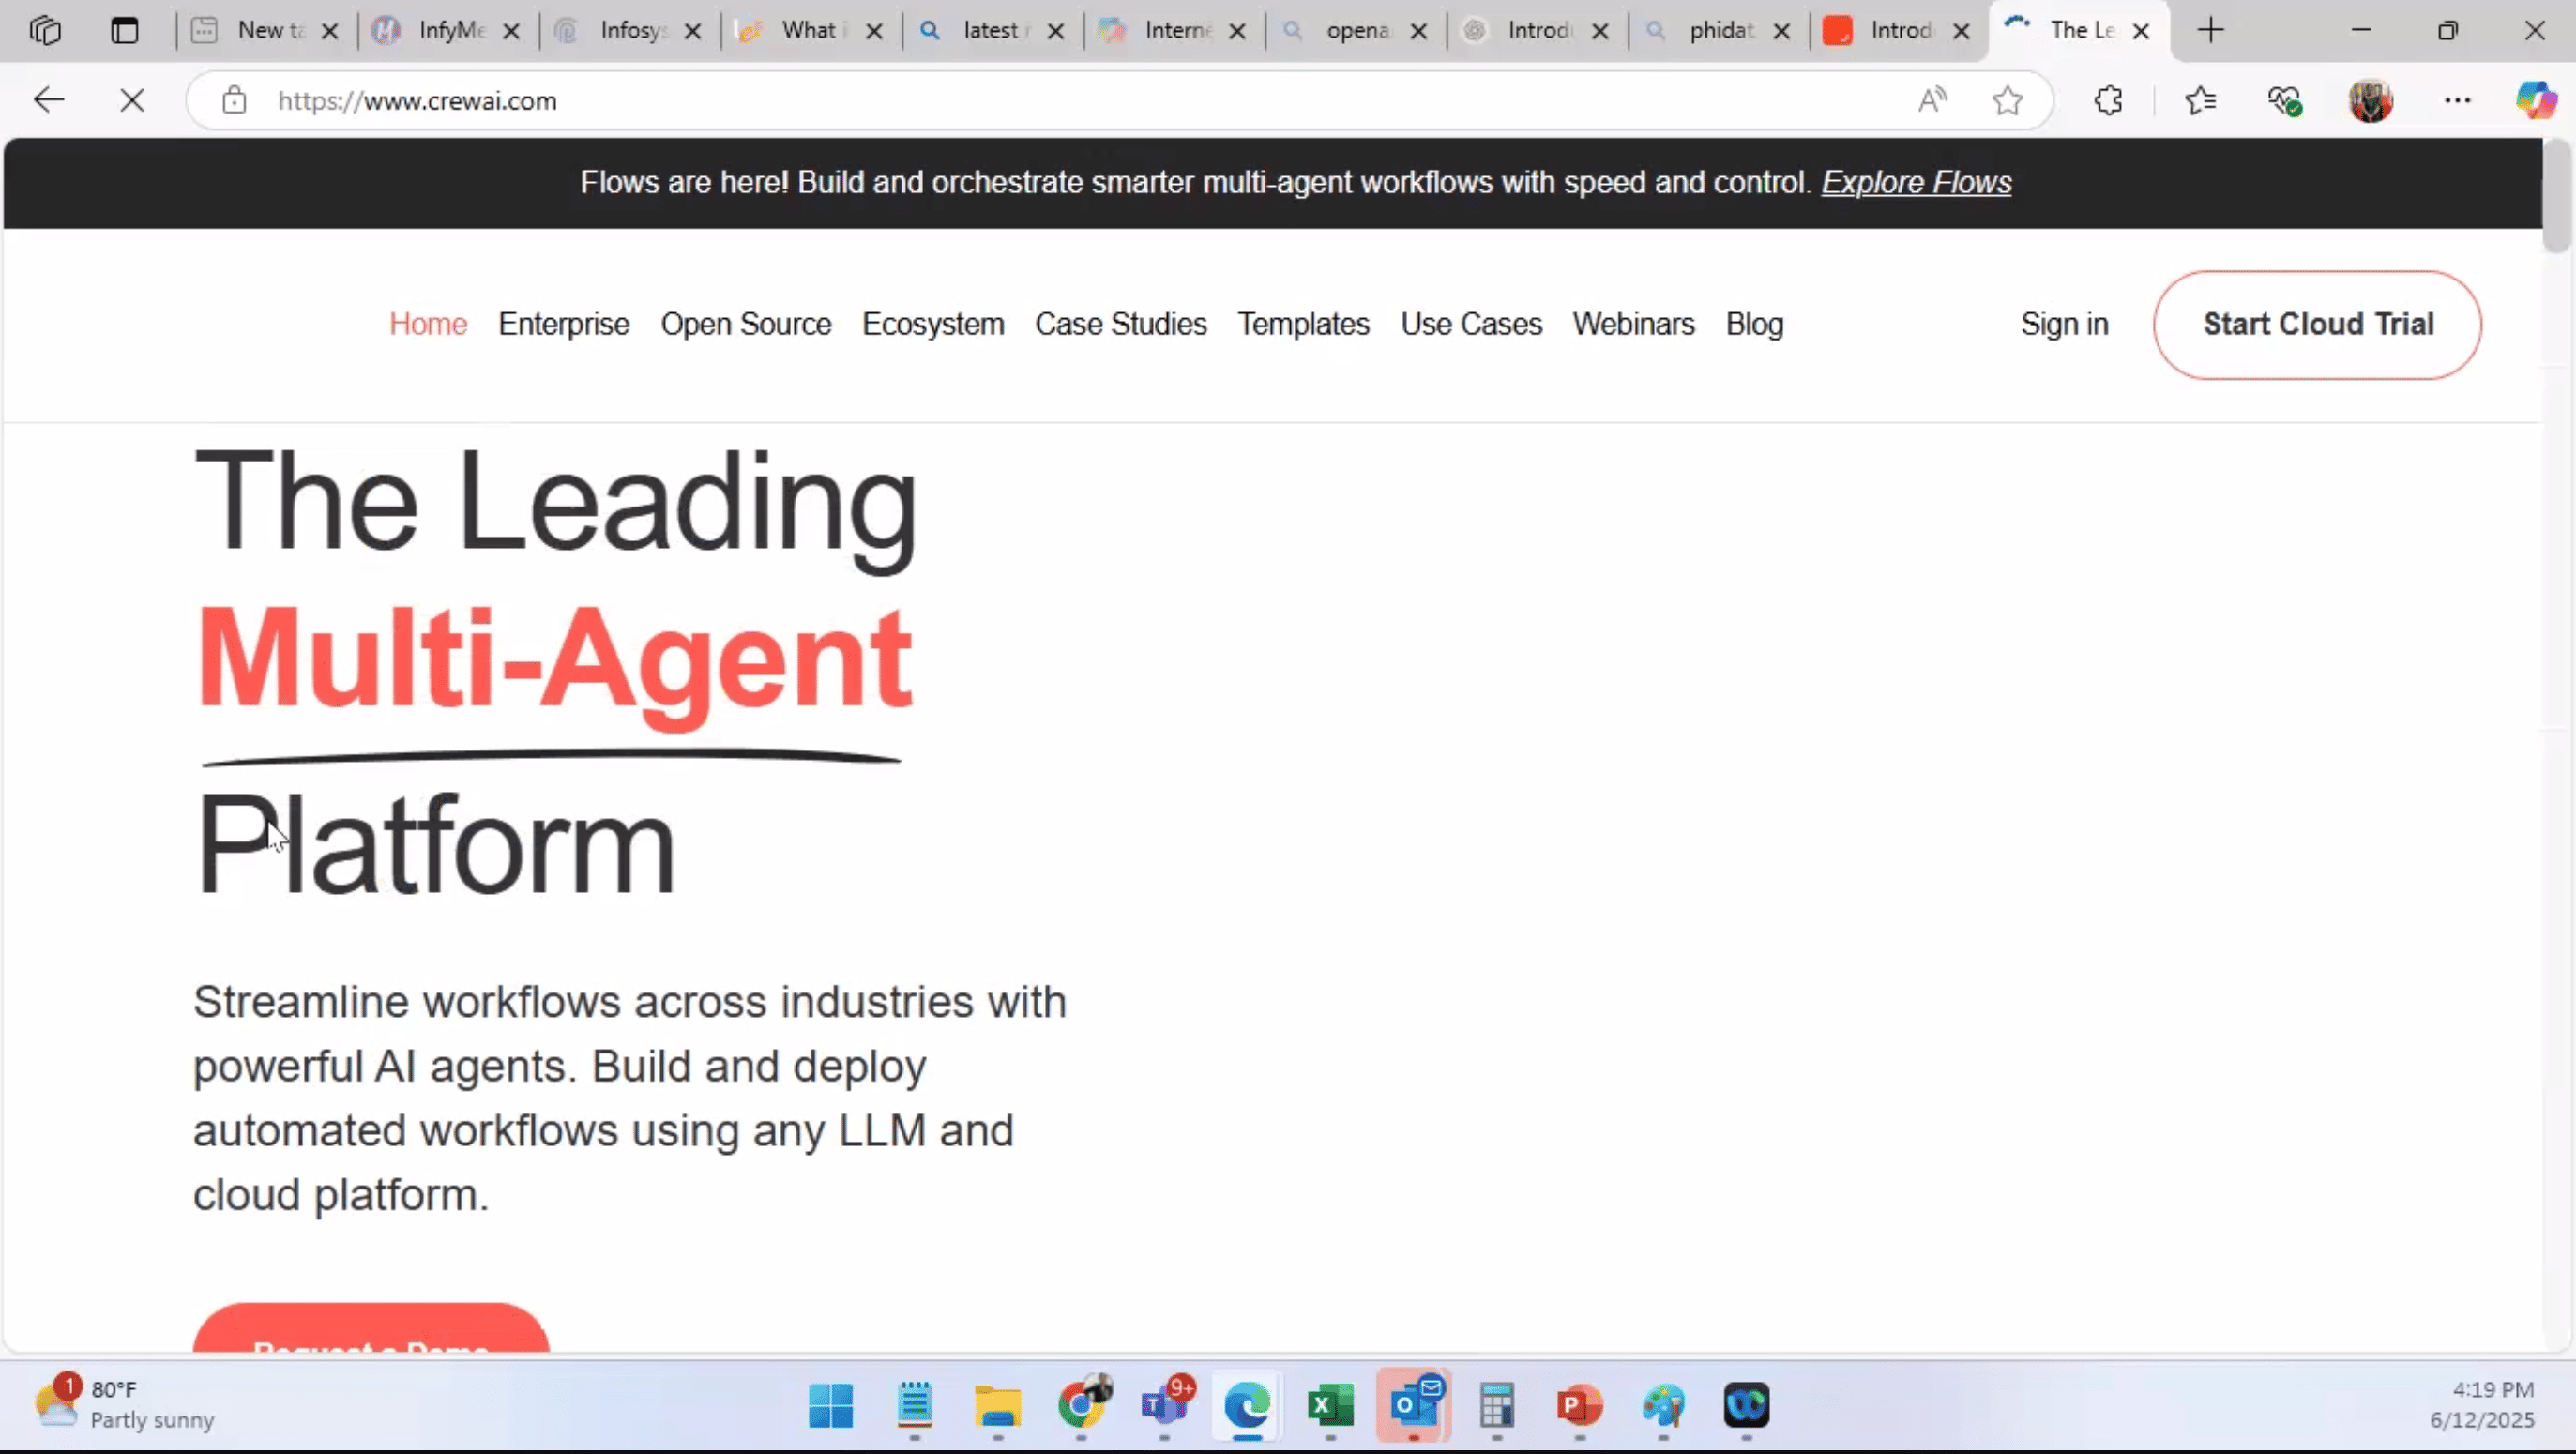 New ta
InfyMe
Infosys
What i
latest r
Interne
opena
Introdu
phidat
Introd
The Le
https://www.crewai.com
Flows are here! Build and orchestrate smarter multi-agent workflows with speed and control. Explore Flows
Home Enterprise Open Source Ecosystem Case Studies Templates Use Cases Webinars Blog Sign in Start Cloud Trial
The Leading
Multi-Agent
Platform
Streamline workflows across industries with
powerful AI agents. Build and deploy
automated workflows using any LLM and
cloud platform.
Request a Demo
1
80°F
Partly sunny
9+
4:19 PM
6/12/2025